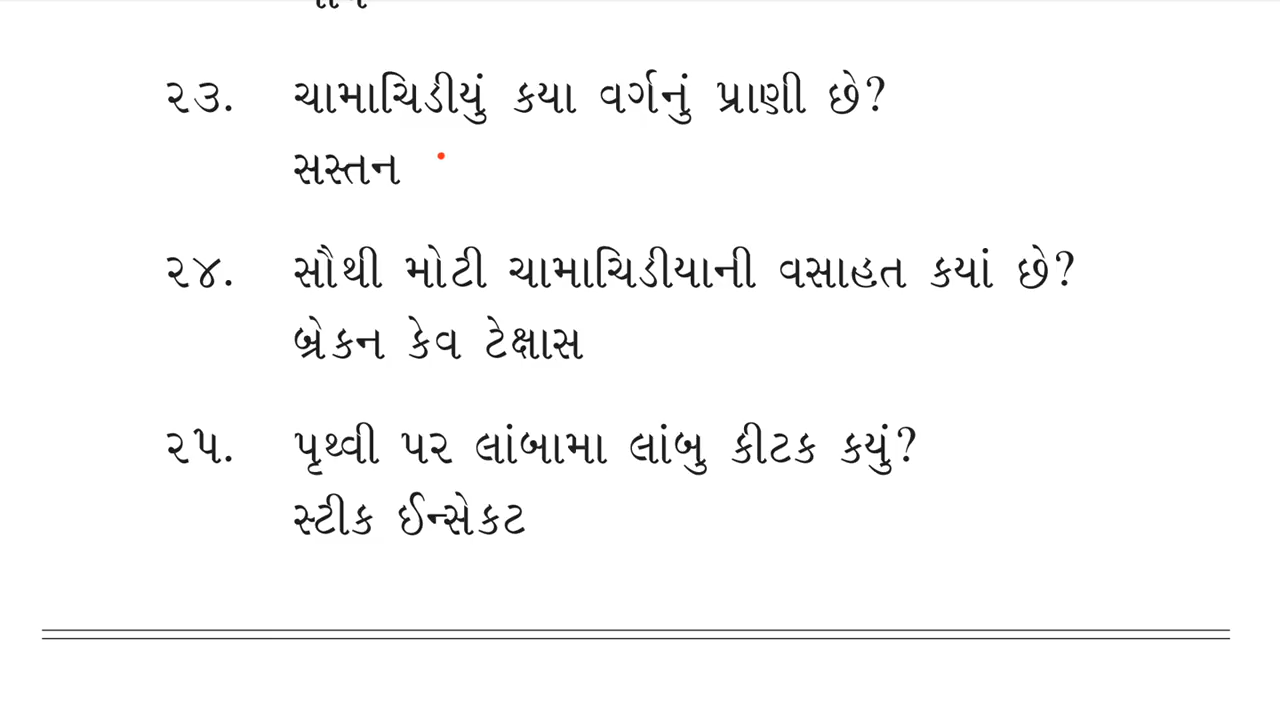 ૨૩. ચામાચિડીયું કયા વર્ગનું પ્રાણી છે?
સસ્તન
૨૪. સૌથી મોટી ચામાચિડીયાની વસાહત કયાં છે?
બ્રેકન કેવ ટેક્ષાસ
૨૫. પૃથ્વી પર લાંબામા લાંબુ કીટક કયું?
સ્ટીક ઈન્સેકટ